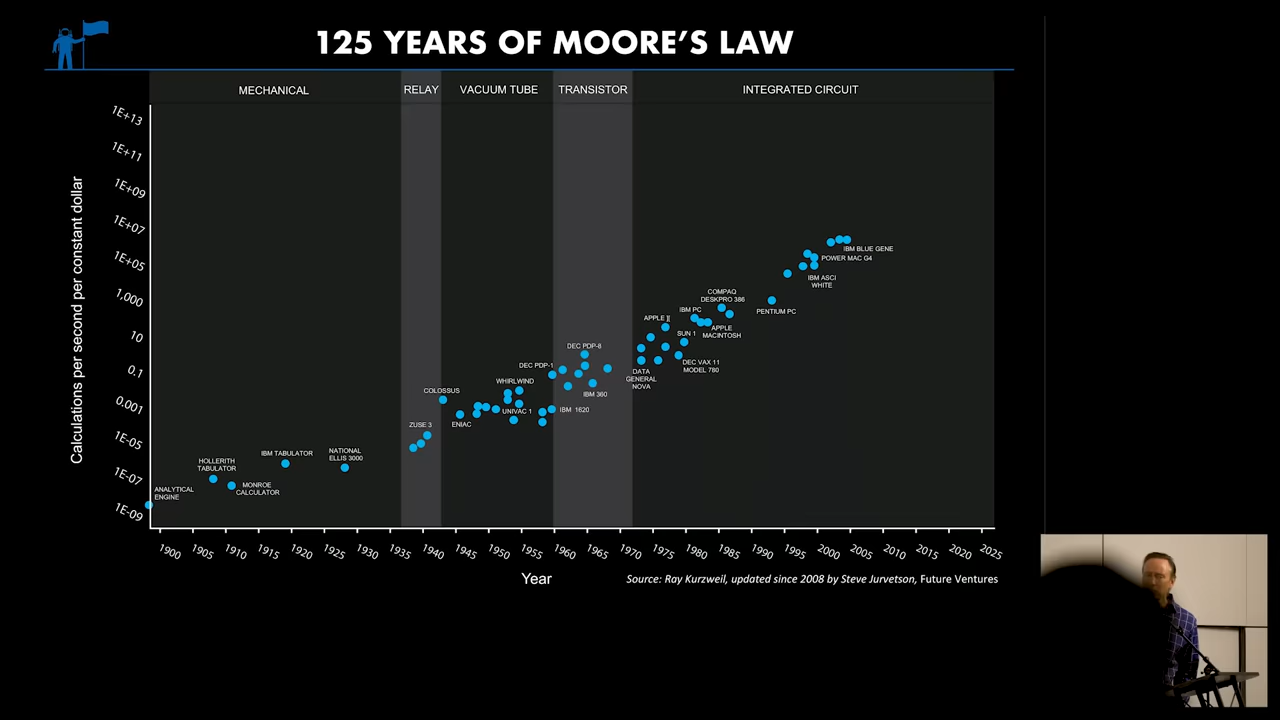 125 YEARS OF MOORE'S LAW
MECHANICAL
RELAY
VACUUM TUBE
TRANSISTOR
INTEGRATED CIRCUIT
Calculations per second per constant dollar
1E+13
1E+11
1E+09
1E+07
1E+05
1,000
10
0.1
0.001
1E-05
1E-07
1E-09
ANALYTICAL
ENGINE
HOLLERITH
TABULATOR
MONROE
CALCULATOR
IBM TABULATOR
NATIONAL
ELLIS 3000
ZUSE 3
COLOSSUS
ENIAC
WHIRLWIND
UNIVAC 1
DEC PDP-1
IBM 1620
DEC PDP-8
IBM 360
DATA
GENERAL
NOVA
APPLE II
DEC VAX 11
MODEL 780
SUN 1
IBM PC
COMPAQ
DESKPRO 386
APPLE
MACINTOSH
PENTIUM PC
IBM ASCI
WHITE
POWER MAC G4
IBM BLUE GENE
1900
1905
1910
1915
1920
1925
1930
1935
1940
1945
1950
1955
1960
1965
1970
1975
1980
1985
1990
1995
2000
2005
2010
2015
2020
2025
Year
Source: Ray Kurzweil, updated since 2008 by Steve Jurvetson, Future Ventures